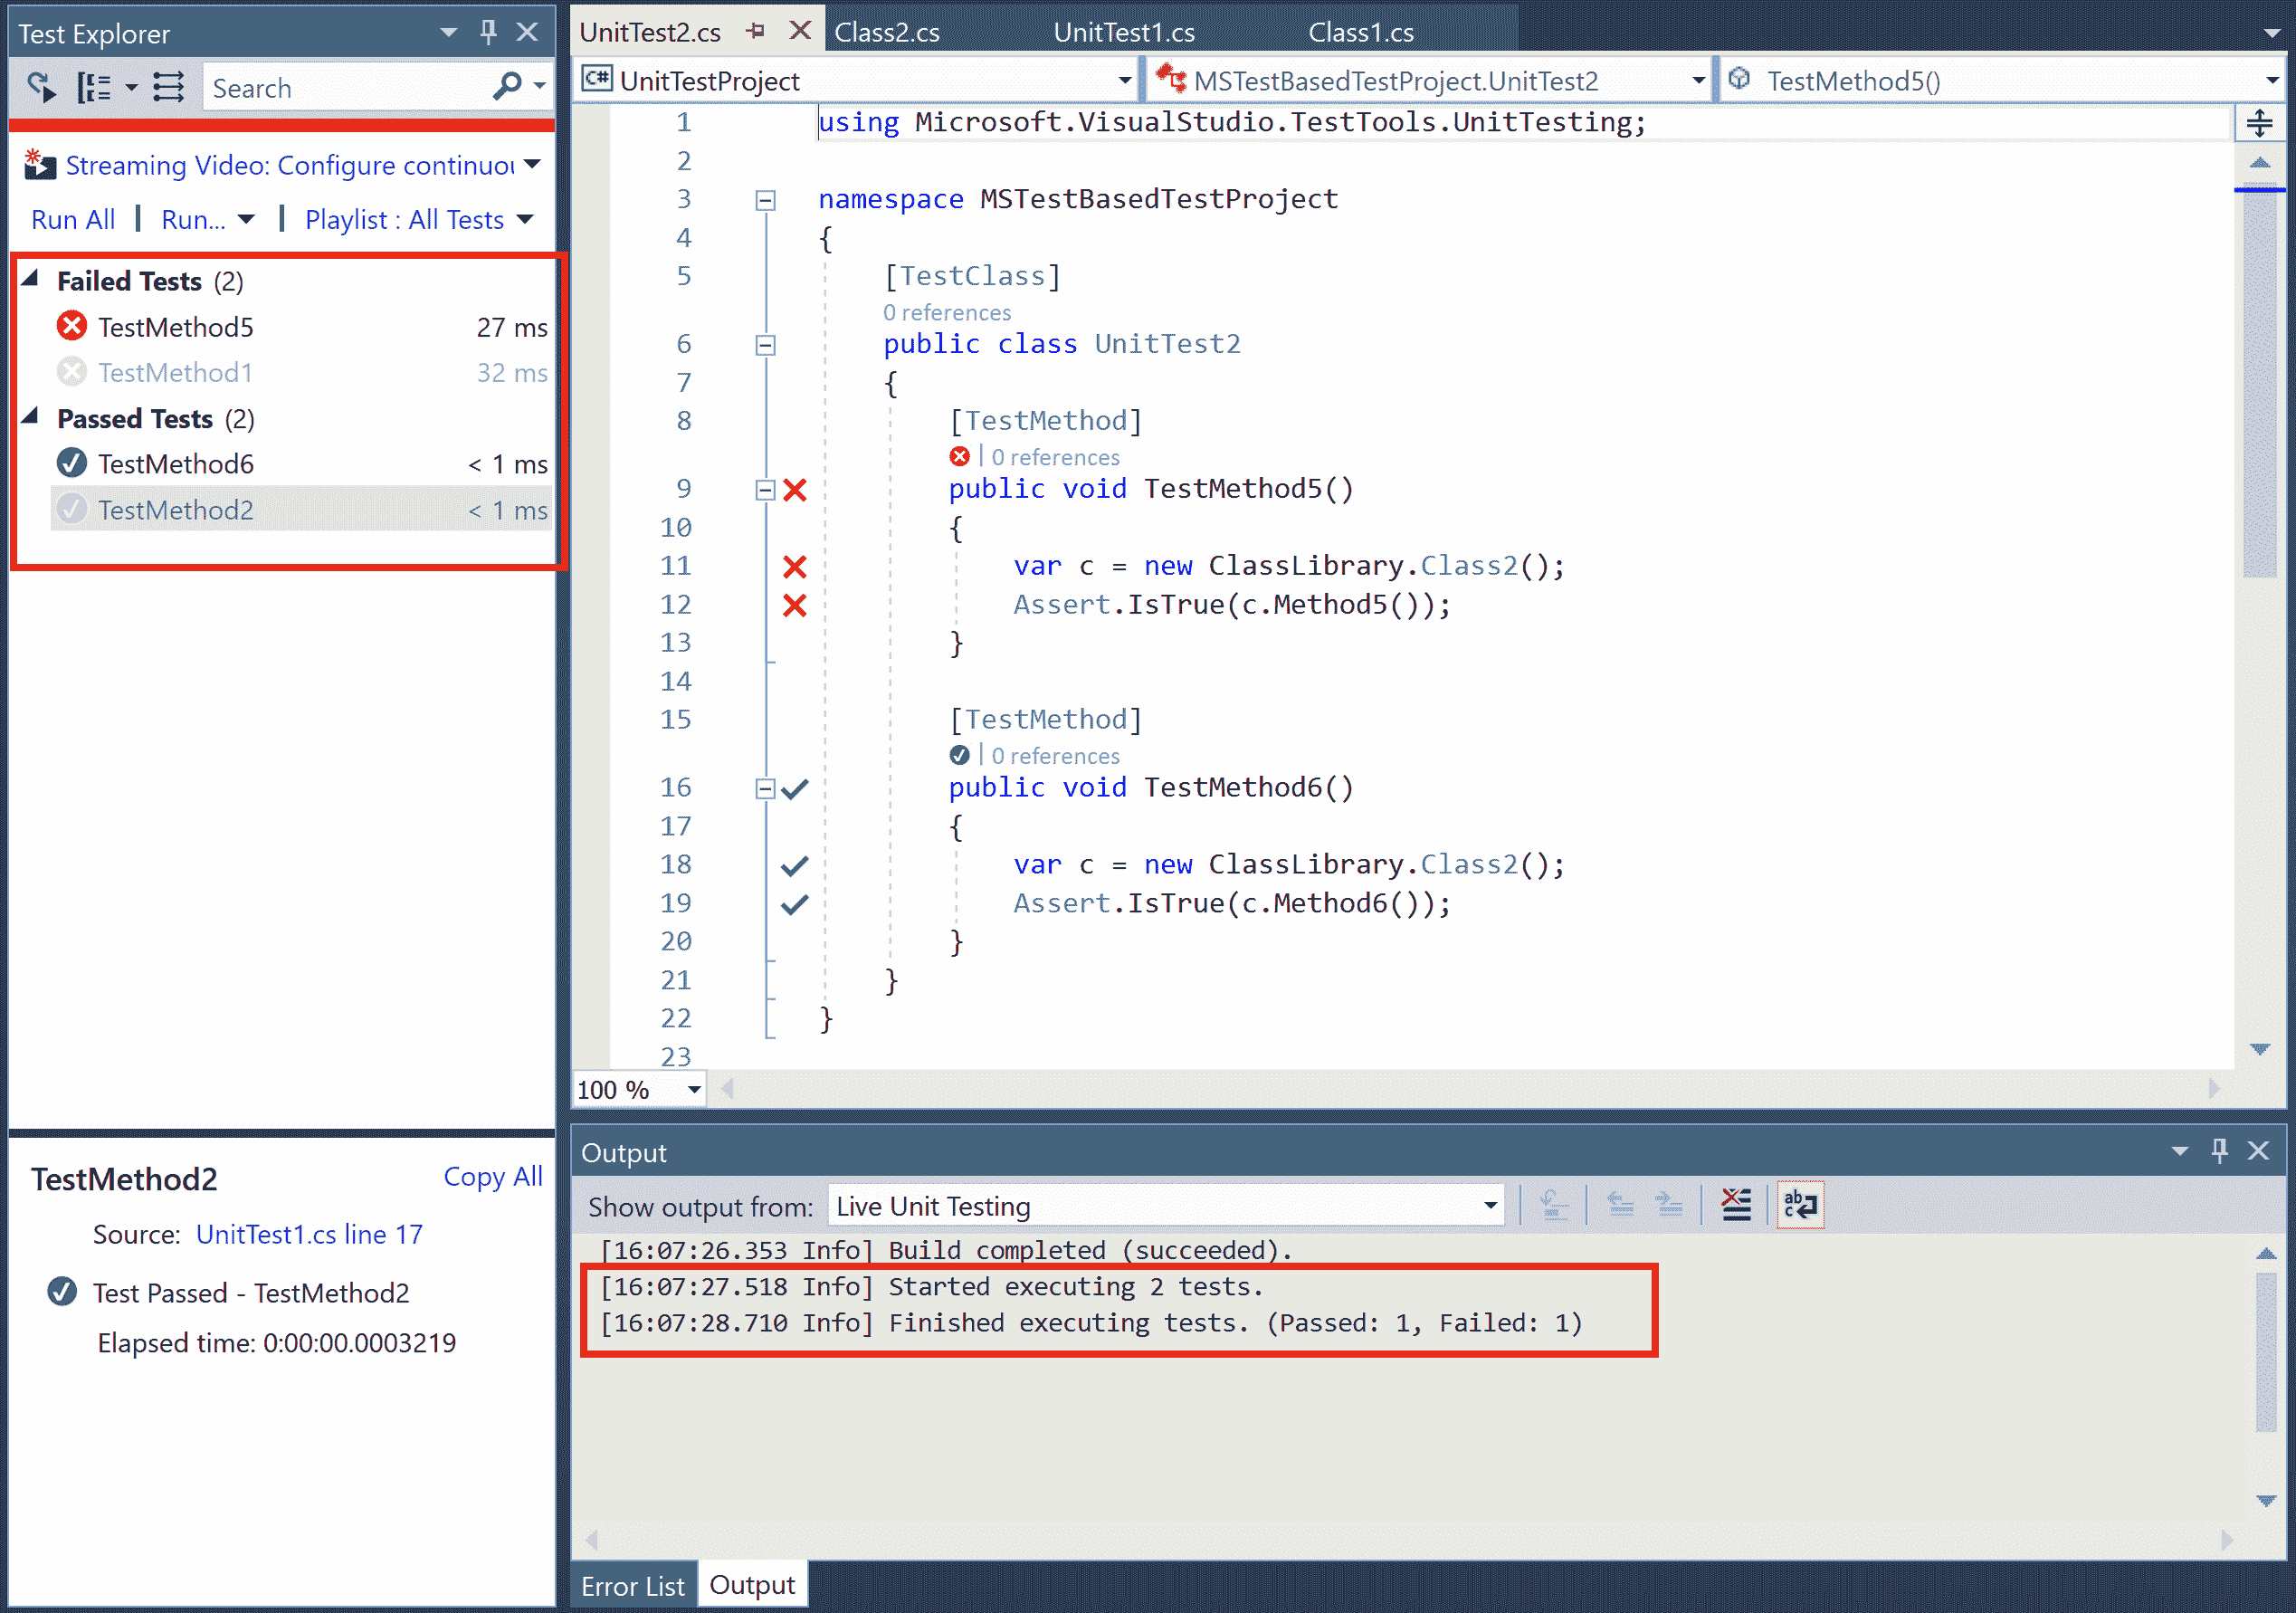 Test Explorer
Search
Streaming Video: Configure continuou
Run All | Run... | Playlist : All Tests
Failed Tests (2)
TestMethod5 27 ms
TestMethod1 32 ms
Passed Tests (2)
TestMethod6 < 1 ms
TestMethod2 < 1 ms
TestMethod2 Copy All
Source: UnitTest1.cs line 17
Test Passed - TestMethod2
Elapsed time: 0:00:00.0003219
UnitTest2.cs Class2.cs UnitTest1.cs Class1.cs
C# UnitTestProject MSTestBasedTestProject.UnitTest2 TestMethod5()
1 using Microsoft.VisualStudio.TestTools.UnitTesting;
2
3 namespace MSTestBasedTestProject
4 {
5 [TestClass]
0 references
6 public class UnitTest2
7 {
8 [TestMethod]
| 0 references
9 public void TestMethod5()
10 {
11 var c = new ClassLibrary.Class2();
12 Assert.IsTrue(c.Method5());
13 }
14
15 [TestMethod]
| 0 references
16 public void TestMethod6()
17 {
18 var c = new ClassLibrary.Class2();
19 Assert.IsTrue(c.Method6());
20 }
21 }
22 }
23
100 %
Output
Show output from: Live Unit Testing
[16:07:26.353 Info] Build completed (succeeded).
[16:07:27.518 Info] Started executing 2 tests.
[16:07:28.710 Info] Finished executing tests. (Passed: 1, Failed: 1)
Error List Output